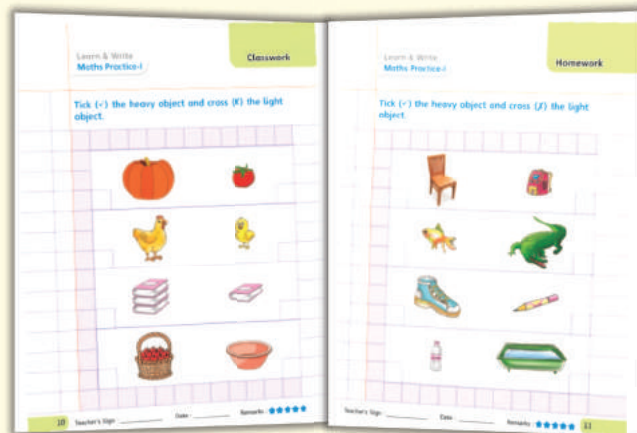 Learn & Write
Maths Practice-I
Classwork
Tick (✓) the heavy object and cross (✗) the light
object.
10
Teacher's Sign
Date
Remarks
Learn & Write
Maths Practice-I
Homework
Tick (✓) the heavy object and cross (✗) the light
object.
Teacher's Sign
Date
Remarks
11